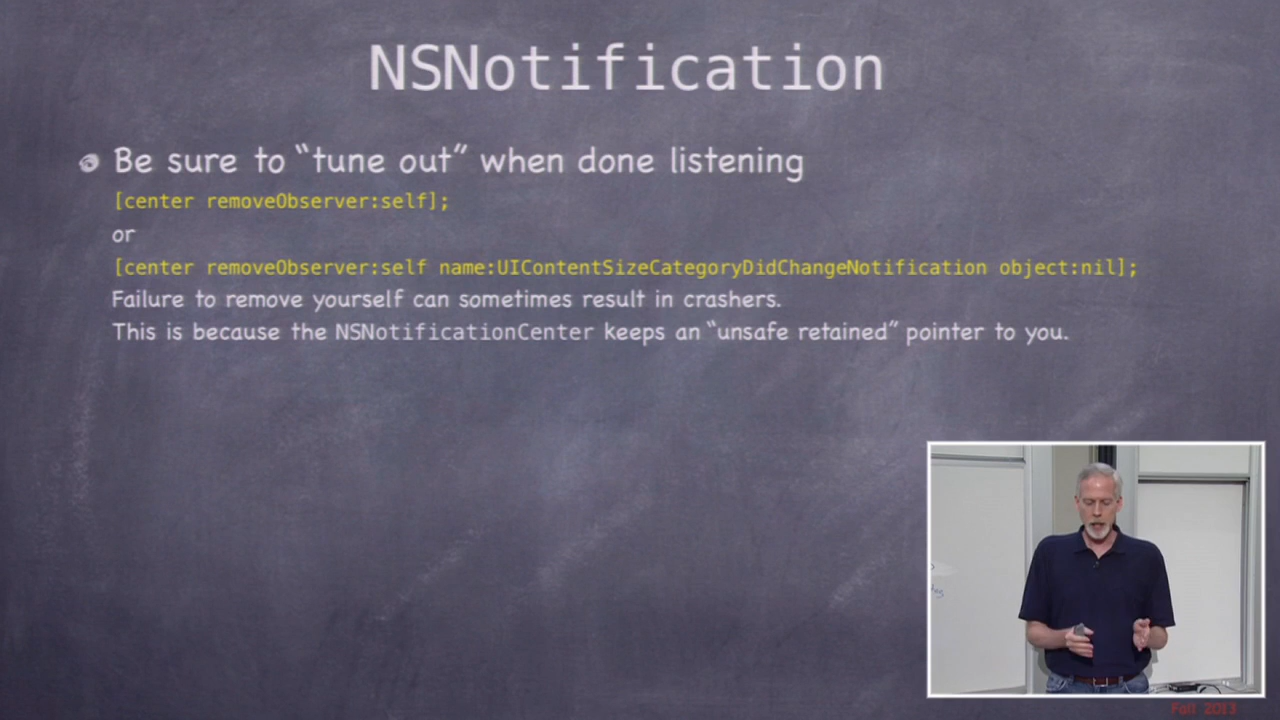 NSNotification
Be sure to “tune out” when done listening
[center removeObserver:self];
or
[center removeObserver:self name:UIContentSizeCategoryDidChangeNotification object:nil];
Failure to remove yourself can sometimes result in crashers.
This is because the NSNotificationCenter keeps an “unsafe retained” pointer to you.
Fall 2013